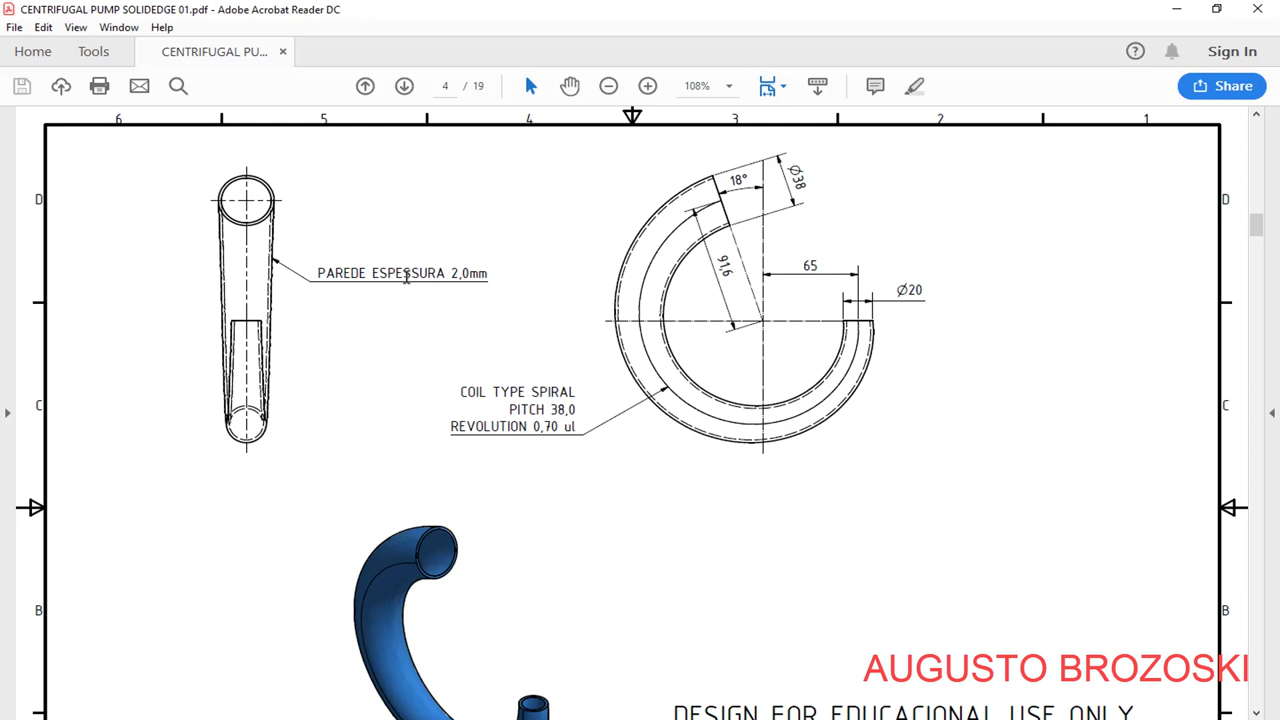 CENTRIFUGAL PUMP SOLIDEDGE 01.pdf - Adobe Acrobat Reader DC
File Edit View Window Help
Home Tools CENTRIFUGAL PU... × Sign In
4 / 19 108% Share
6 5 4 3 2 1
D D
18° Ø38
PAREDE ESPESSURA 2,0mm
91,6 65 Ø20
COIL TYPE SPIRAL
PITCH 38,0
REVOLUTION 0,70 ul
C C
B B
AUGUSTO BROZOSKI
DESIGN FOR EDUCACIONAL USE ONLY